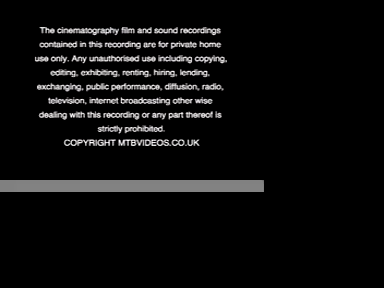 The cinematography film and sound recordings
contained in this recording are for private home
use only. Any unauthorised use including copying,
editing, exhibiting, renting, hiring, lending,
exchanging, public performance, diffusion, radio,
television, internet broadcasting other wise
dealing with this recording or any part thereof is
strictly prohibited.
COPYRIGHT MTBVIDEOS.CO.UK